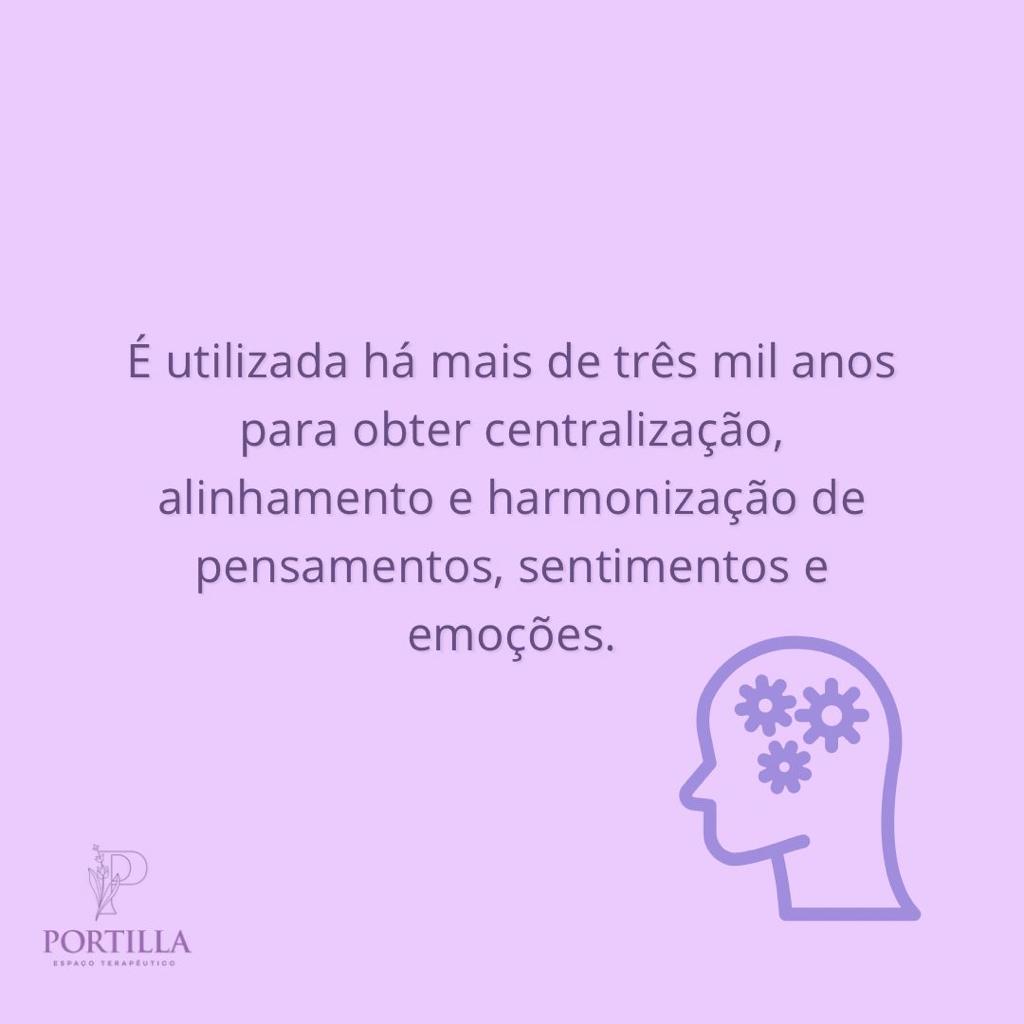 É utilizada há mais de três mil anos
para obter centralização,
alinhamento e harmonização de
pensamentos, sentimentos e
emoções.
P
PORTILLA
ESPAÇO TERAPÊUTICO